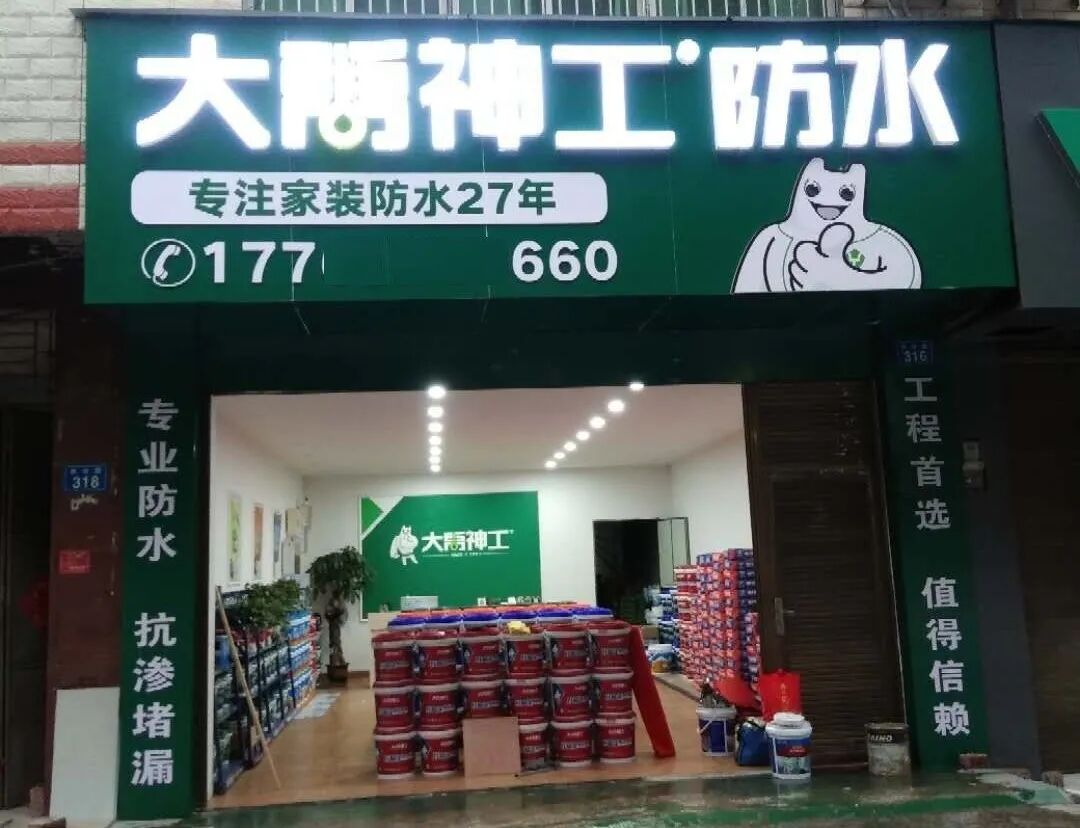 大禹神工 防水
专注家装防水27年
177 660
316
318
专业防水 抗渗堵漏
工程首选 值得信赖
大禹神工